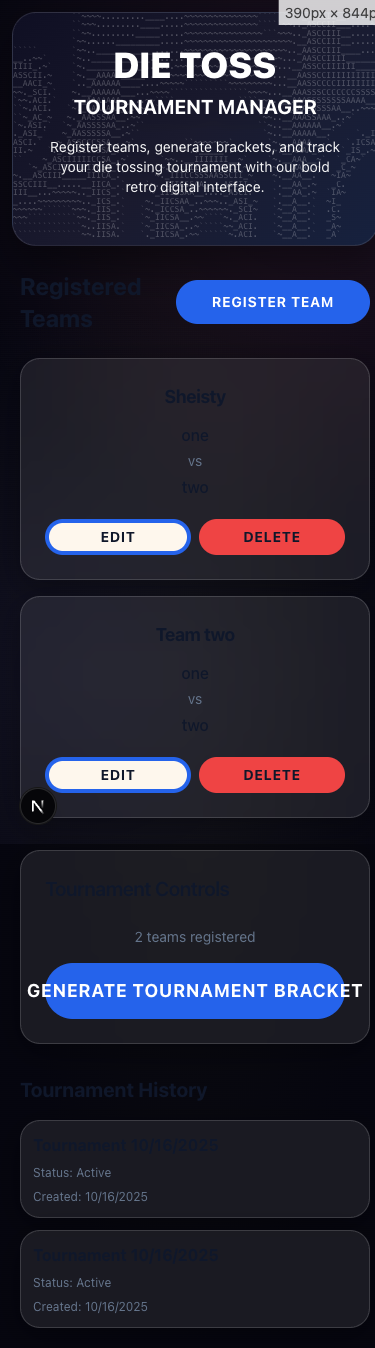 390px × 844p
DIE TOSS
TOURNAMENT MANAGER
Register teams, generate brackets, and track
your die tossing tournament with our bold
retro digital interface.
Registered
Teams
REGISTER TEAM
Sheisty
one
vs
two
EDIT
DELETE
Team two
one
vs
two
EDIT
DELETE
N
Tournament Controls
2 teams registered
GENERATE TOURNAMENT BRACKET
Tournament History
Tournament 10/16/2025
Status: Active
Created: 10/16/2025
Tournament 10/16/2025
Status: Active
Created: 10/16/2025